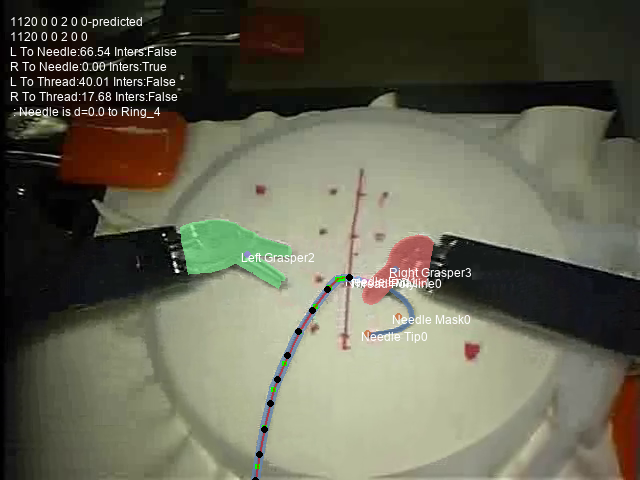 1120 0 0 2 0 0-predicted
1120 0 0 2 0 0
L To Needle:66.54 Inters:False
R To Needle:0.00 Inters:True
L To Thread:40.01 Inters:False
R To Thread:17.68 Inters:False
: Needle is d=0.0 to Ring_4
Left Grasper2
Right Grasper3
Needle Mask0
Needle Tip0